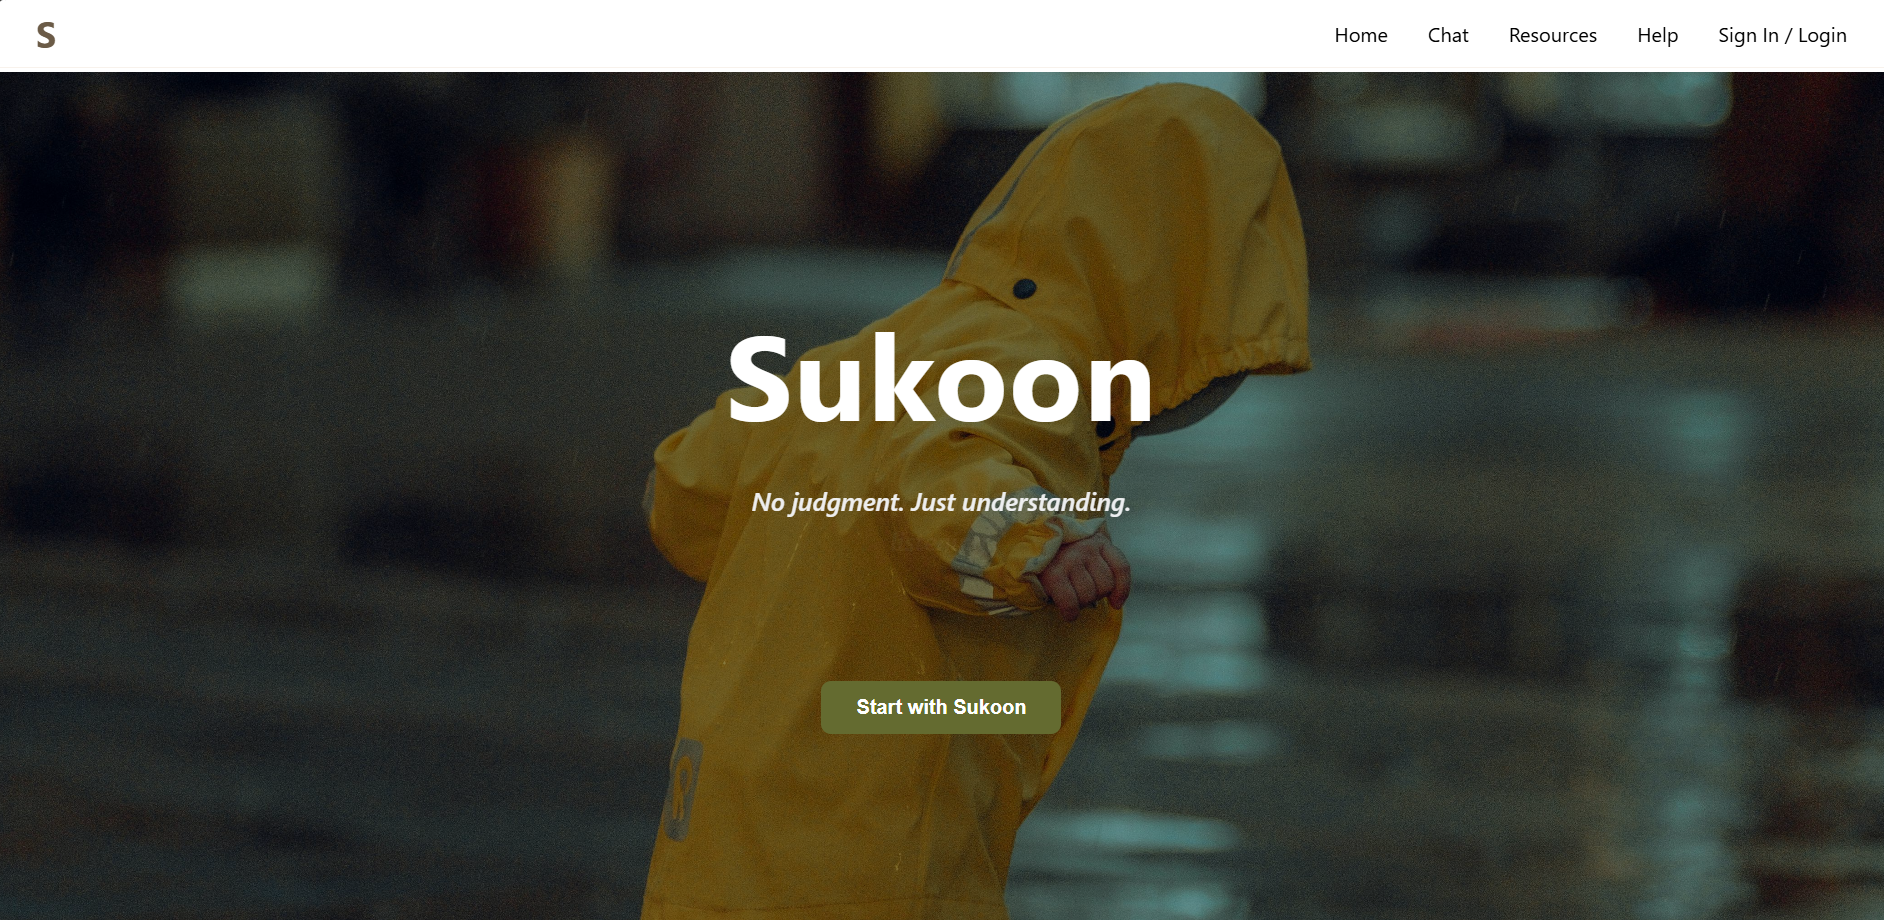 S
Home Chat Resources Help Sign In / Login
Sukoon
No judgment. Just understanding.
Start with Sukoon